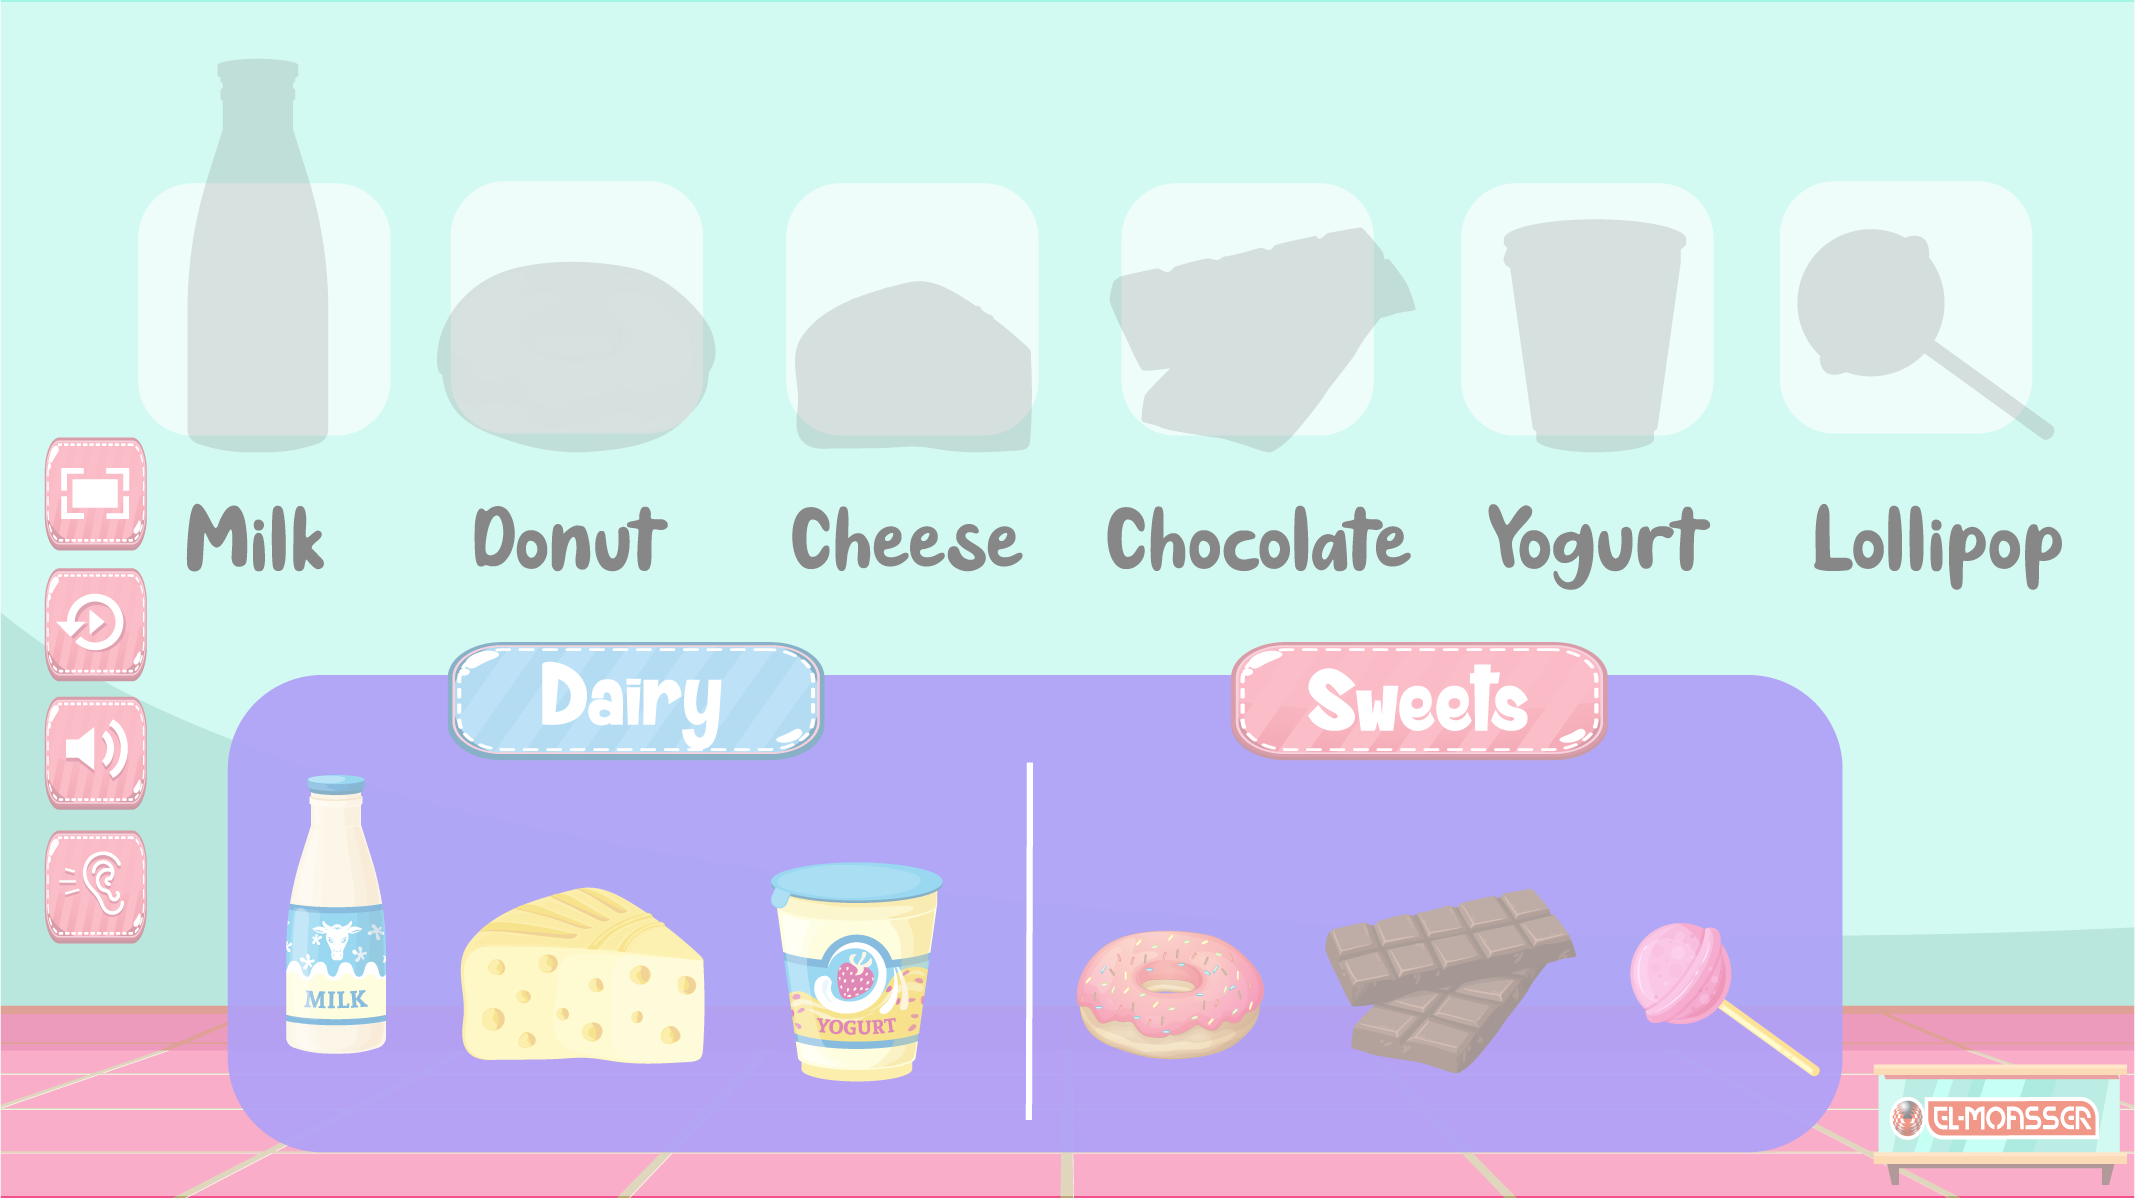 Milk
Donut
Cheese
Chocolate
Yogurt
Lollipop
Dairy
Sweets
MILK
YOGURT
EL-MOASSER